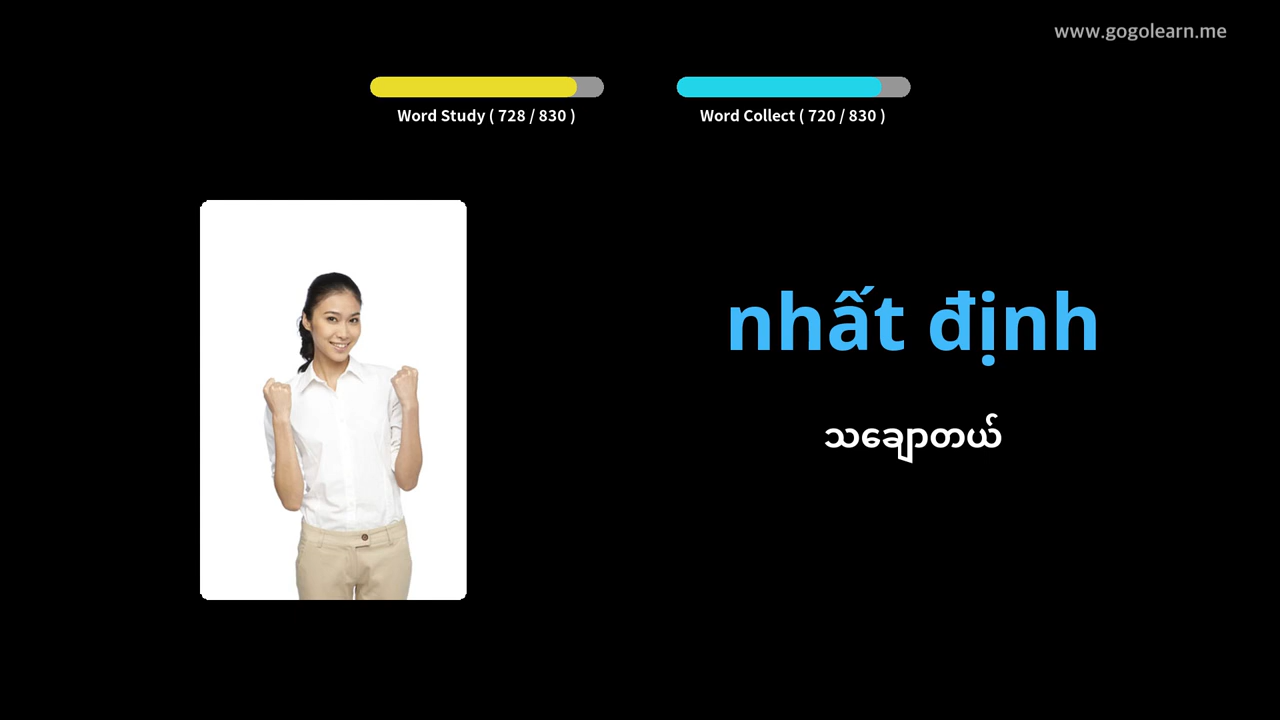 www.gogolearn.me
Word Study ( 728 / 830 )
Word Collect ( 720 / 830 )
nhất định
သချောတယ်